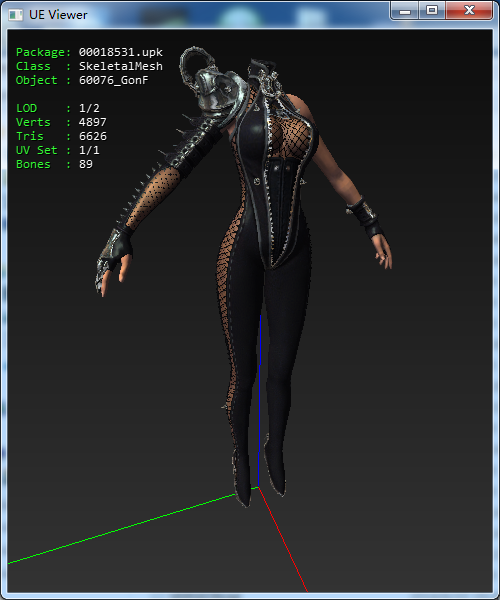 UE Viewer
Package: 00018531.upk
Class  : SkeletalMesh
Object : 60076_GonF
LOD    : 1/2
Verts  : 4897
Tris   : 6626
UV Set : 1/1
Bones  : 89